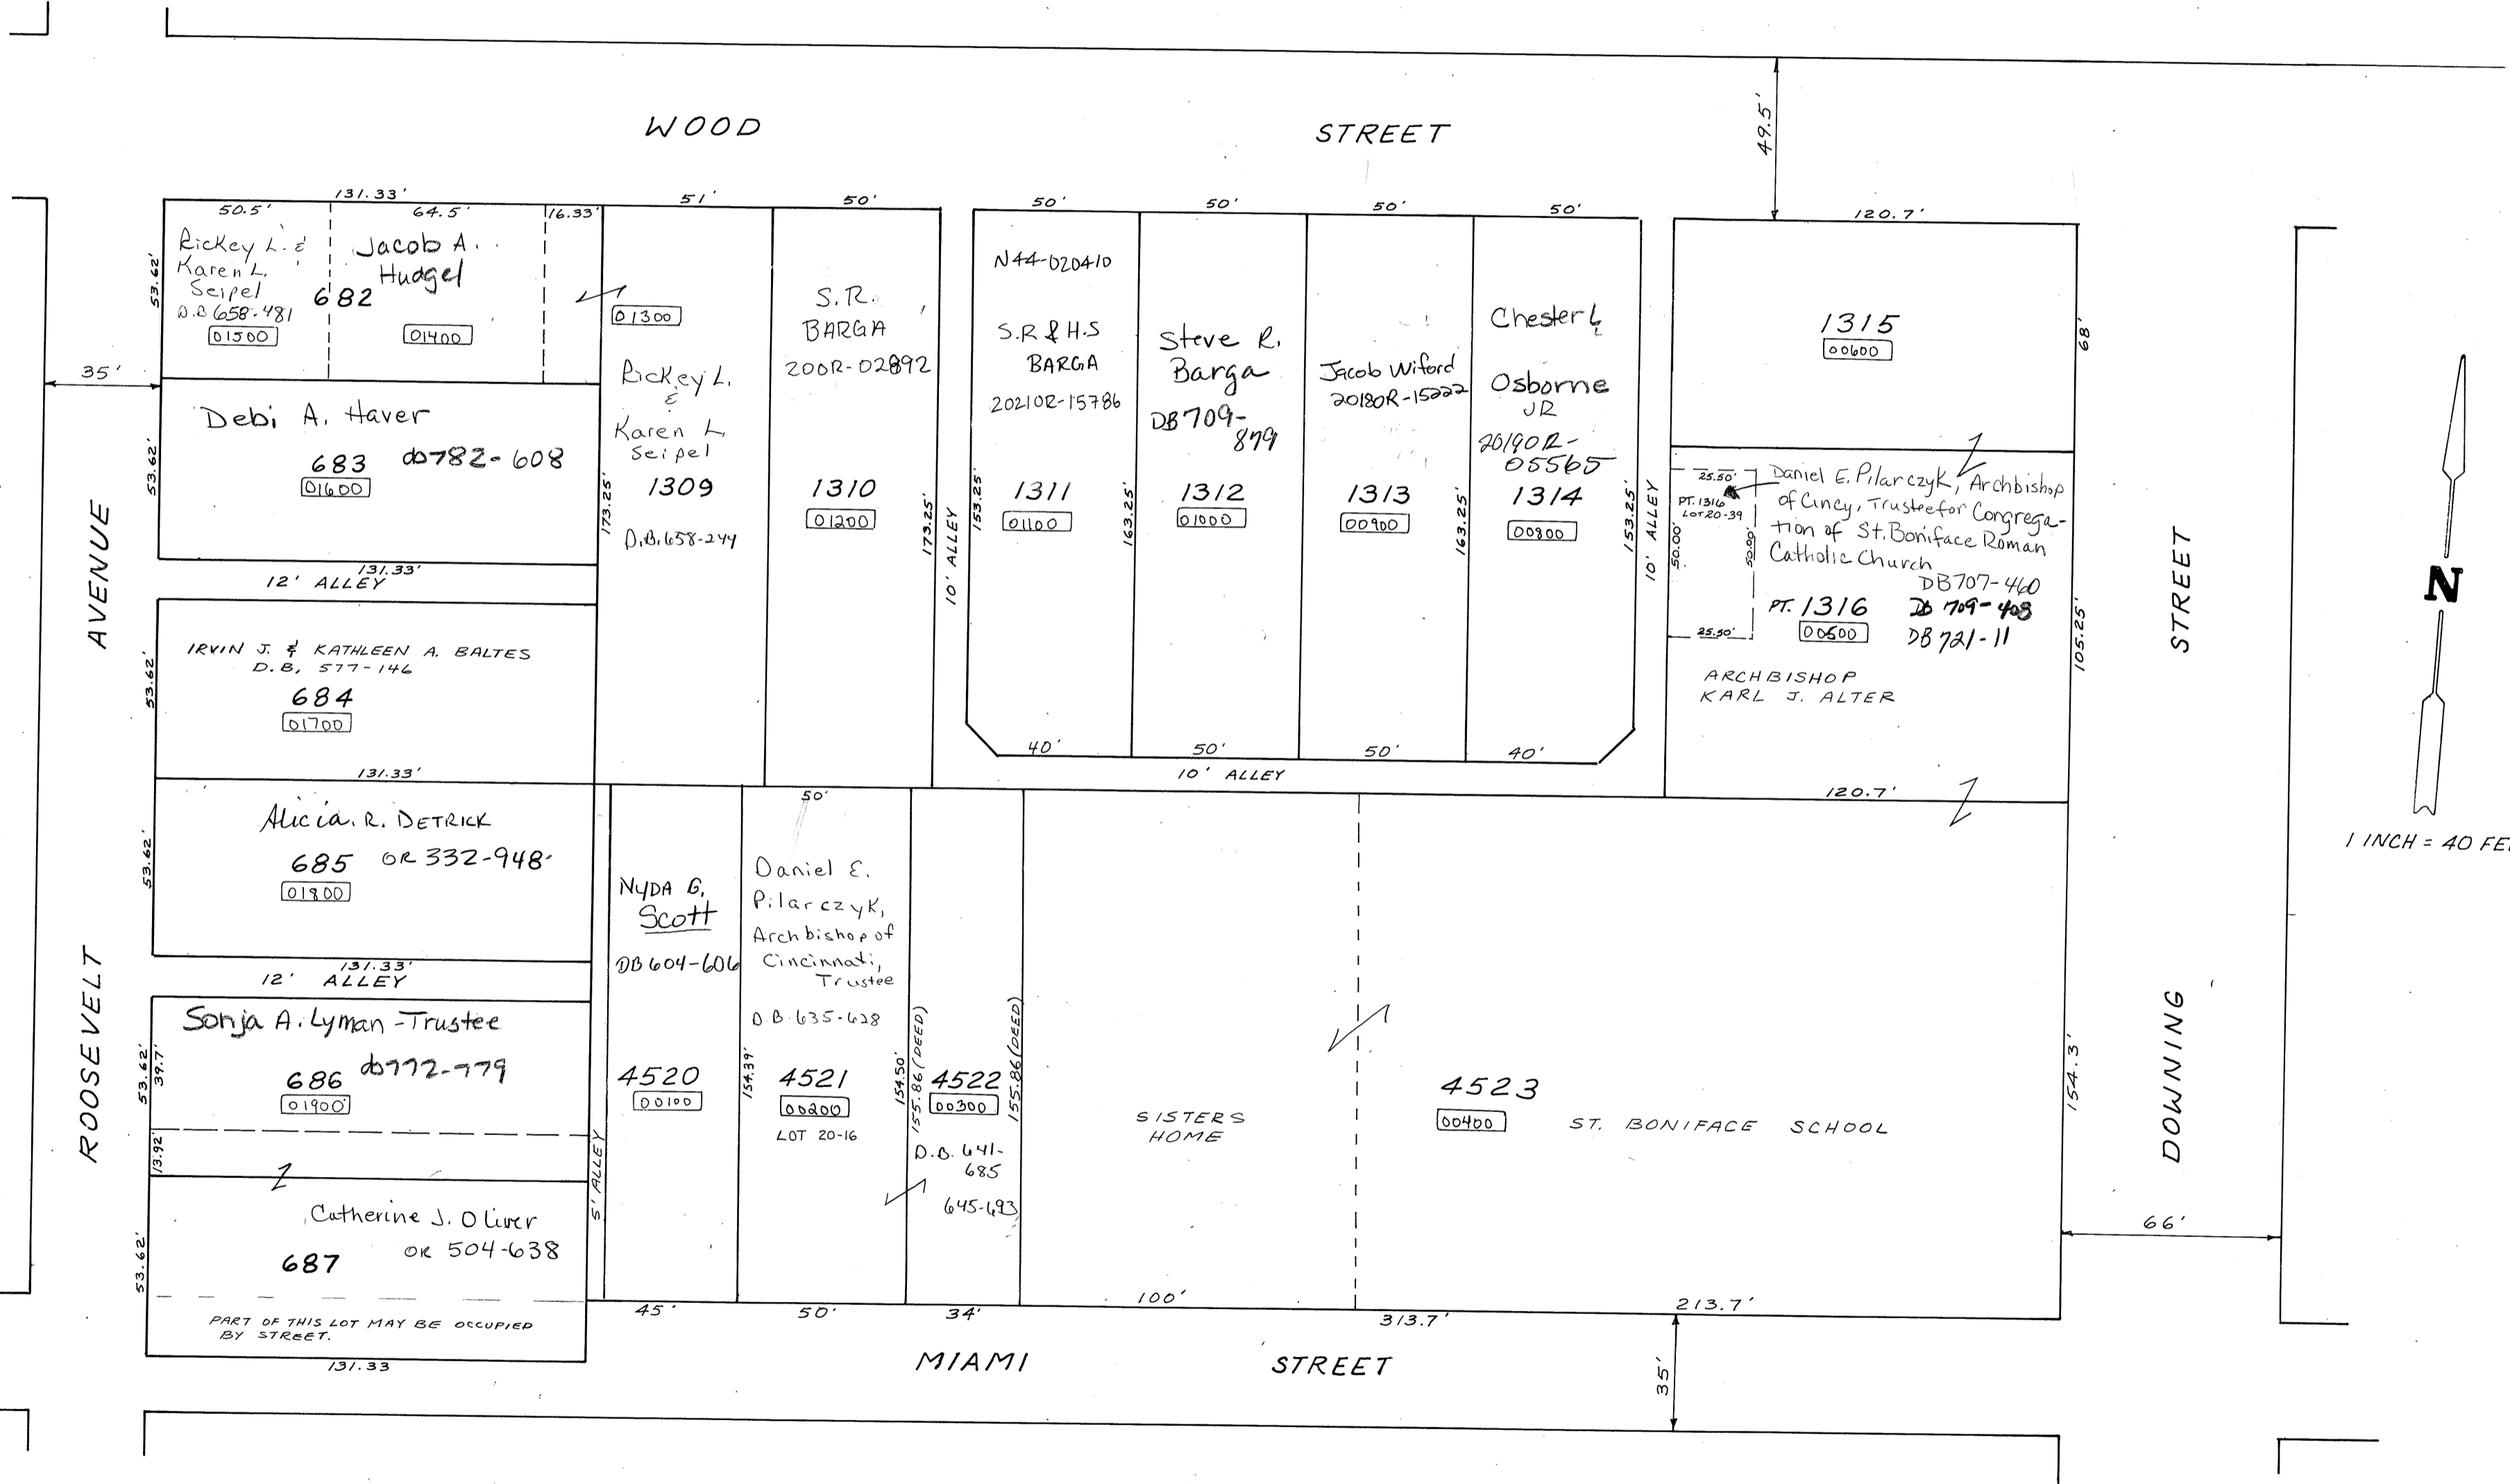 WOOD STREET
49.5'
131.33'
50.5'
64.5'
16.33'
51'
50'
50'
50'
50'
50'
120.7'
53.62'
Rickey L. &
Karen L.
Seipel
D.B 658-481
01500
682
Jacob A.
Hudgel
01400
01300
Rickey L.
&
Karen L.
Seipel
1309
D.B. 658-244
173.25'
S.R.
BARGA
200R-02892
1310
01200
173.25'
10' ALLEY
153.25'
N44-020410
S.R & H.S
BARGA
20210R-15786
1311
01100
163.25'
Steve R.
Barga
DB 709-
879
1312
01000
Jacob Wiford
20180R-15222
1313
00900
163.25'
Chester L
Osborne
JR
20190R-
05565
1314
00800
153.25'
10' ALLEY
1315
00600
68'
25.50'
PT. 1316
LOT 20-39
50.00'
50.00'
25.50'
Daniel E. Pilarczyk, Archbishop
of Cincy, Trustee for Congrega-
tion of St. Boniface Roman
Catholic Church
DB707-460
PT. 1316
DB 709-408
00500
DB 721-11
ARCHBISHOP
KARL J. ALTER
105.25'
120.7'
35'
53.62'
Debi A. Haver
683 db782-608
01600
131.33'
12' ALLEY
53.62'
IRVIN J. & KATHLEEN A. BALTES
D.B. 577-146
684
01700
131.33'
40'
50'
50'
40'
10' ALLEY
53.62'
Alicia. R. DETRICK
685 OR 332-948
01800
131.33'
12' ALLEY
53.62'
39.7'
Sonja A. Lyman - Trustee
686 db772-779
01900
13.92'
53.62'
Catherine J. Oliver
OR 504-638
687
PART OF THIS LOT MAY BE OCCUPIED
BY STREET.
131.33
5' ALLEY
NYDA G.
Scott
DB 604-606
4520
00100
45'
154.39'
50'
Daniel E.
Pilarczyk,
Archbishop of
Cincinnati,
Trustee
D.B. 635-628
4521
00200
LOT 20-16
50'
154.50'
155.86 (DEED)
4522
00300
D.B. 641-
685
645-693
34'
155.86 (DEED)
SISTERS
HOME
100'
4523
00400
ST. BONIFACE SCHOOL
313.7'
213.7'
154.3'
66'
35'
MIAMI STREET
ROOSEVELT AVENUE
DOWNING STREET
N
1 INCH = 40 FE